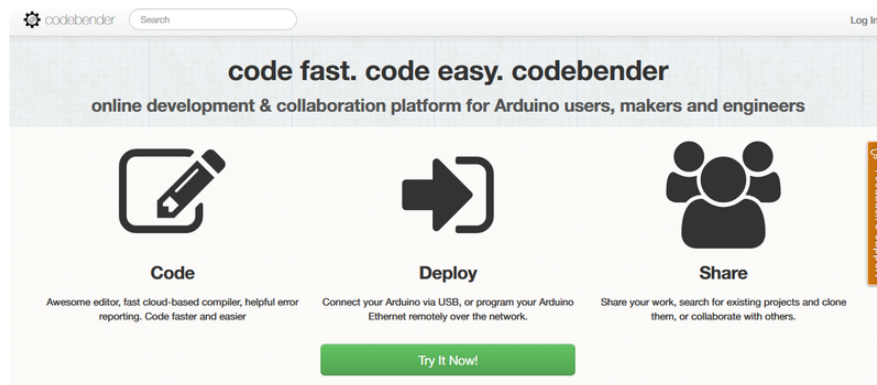 codebender
Search
Log In
code fast. code easy. codebender
online development & collaboration platform for Arduino users, makers and engineers
Code
Awesome editor, fast cloud-based compiler, helpful error
reporting. Code faster and easier
Deploy
Connect your Arduino via USB, or program your Arduino
Ethernet remotely over the network.
Share
Share your work, search for existing projects and clone
them, or collaborate with others.
Try It Now!